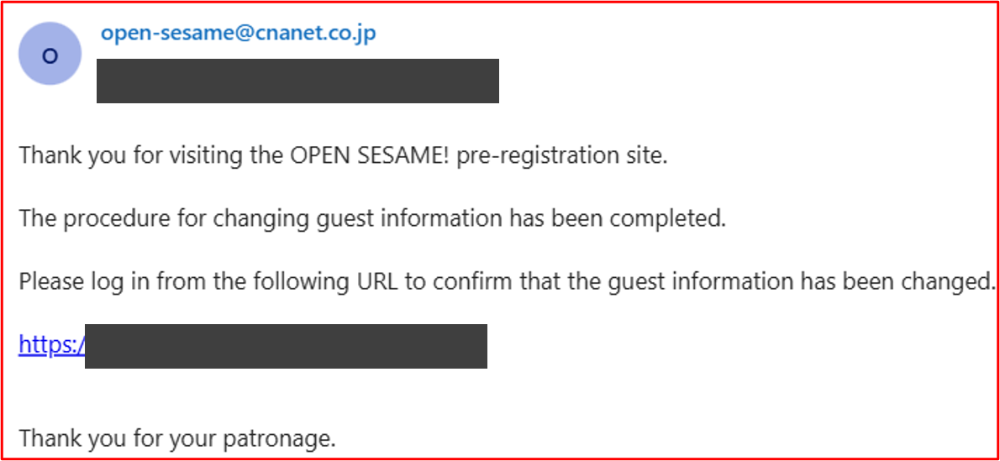 O
open-sesame@cnanet.co.jp
Thank you for visiting the OPEN SESAME! pre-registration site.
The procedure for changing guest information has been completed.
Please log in from the following URL to confirm that the guest information has been changed.
https:/
Thank you for your patronage.